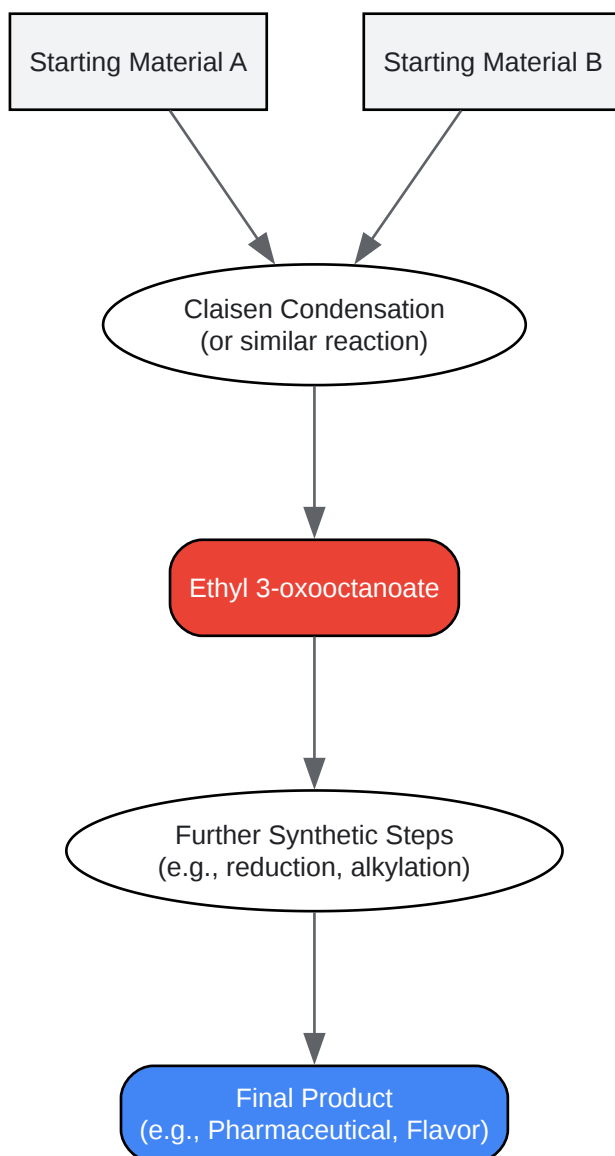 Starting Material A
Starting Material B
Claisen Condensation
(or similar reaction)
Ethyl 3-oxooctanoate
Further Synthetic Steps
(e.g., reduction, alkylation)
Final Product
(e.g., Pharmaceutical, Flavor)